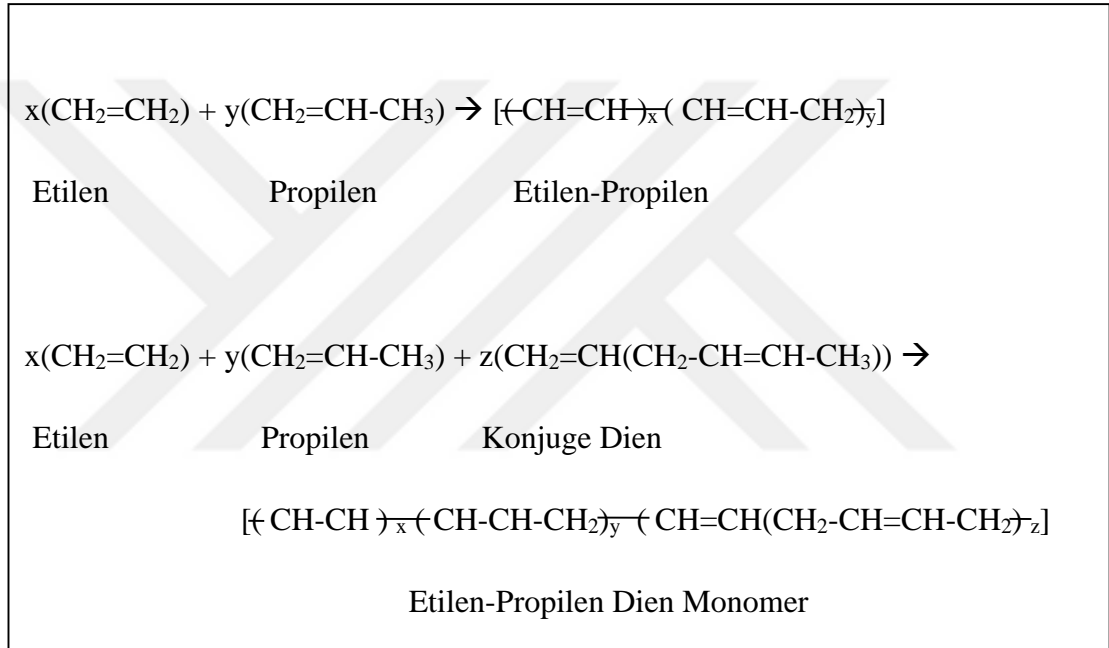 x(CH₂=CH₂) + y(CH₂=CH-CH₃) → [(-CH=CH-)ₓ( CH=CH-CH₂)ᵧ]
Etilen Propilen Etilen-Propilen
x(CH₂=CH₂) + y(CH₂=CH-CH₃) + z(CH₂=CH(CH₂-CH=CH-CH₃)) →
Etilen Propilen Konjuge Dien
[(- CH-CH -)ₓ (- CH-CH-CH₂)ᵧ ( CH=CH(CH₂-CH=CH-CH₂) z]
Etilen-Propilen Dien Monomer